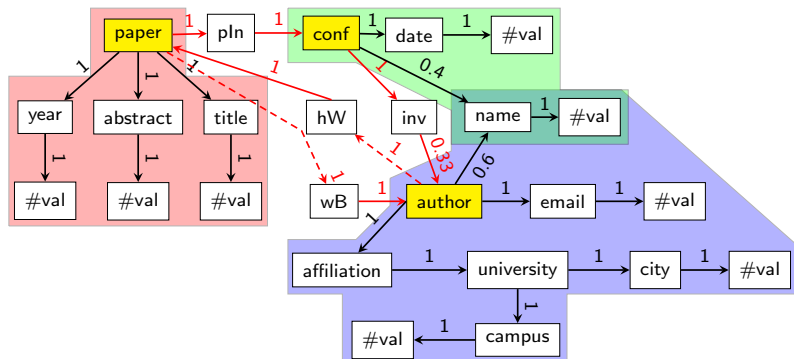 paper 1 pIn 1 conf 1 date 1 #val
1 1 1 1 1 0.4
year abstract title hW inv name 1 #val
1 1 1 1 1 0.33 0.6
#val #val #val wB 1 author 1 email 1 #val
1
affiliation 1 university 1 city 1 #val
1
#val 1 campus